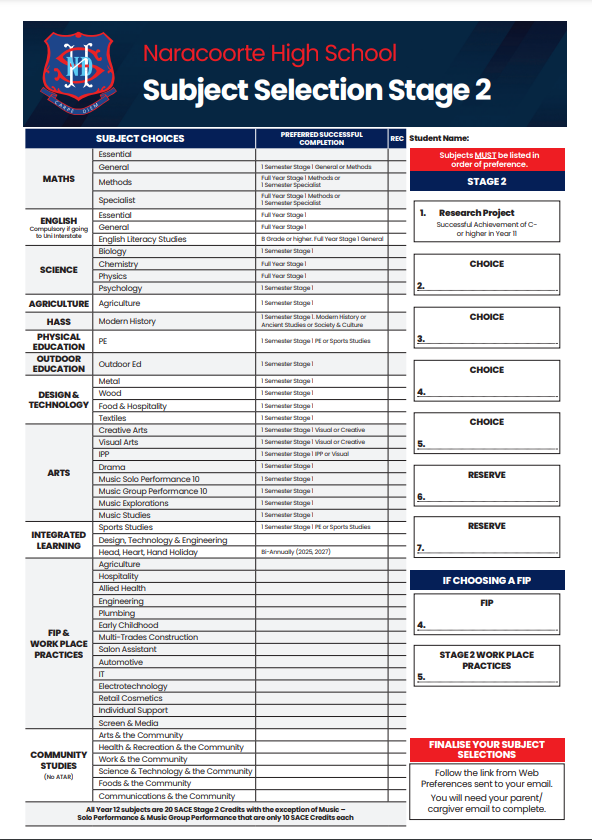 NHS
CARPE DIEM
Naracoorte High School
Subject Selection Stage 2
SUBJECT CHOICES
PREFERRED SUCCESSFUL
COMPLETION
REC
MATHS
Essential
General
1 Semester Stage 1 General or Methods
Methods
Full Year Stage 1 Methods or
1 Semester Specialist
Specialist
Full Year Stage 1 Methods or
1 Semester Specialist
ENGLISH
Compulsory if going
to Uni Interstate
Essential
Full Year Stage 1
General
Full Year Stage 1
English Literacy Studies
B Grade or higher, Full Year Stage 1 General
SCIENCE
Biology
1 Semester Stage 1
Chemistry
Full Year Stage 1
Physics
Full Year Stage 1
Psychology
1 Semester Stage 1
AGRICULTURE
Agriculture
1 Semester Stage 1
HASS
Modern History
1 Semester Stage 1. Modern History or
Ancient Studies or Society & Culture
PHYSICAL
EDUCATION
PE
1 Semester Stage 1 PE or Sports Studies
OUTDOOR
EDUCATION
Outdoor Ed
1 Semester Stage 1
DESIGN &
TECHNOLOGY
Metal
1 Semester Stage 1
Wood
1 Semester Stage 1
Food & Hospitality
1 Semester Stage 1
Textiles
1 Semester Stage 1
ARTS
Creative Arts
1 Semester Stage 1 Visual or Creative
Visual Arts
1 Semester Stage 1 Visual or Creative
IPP
1 Semester Stage 1 IPP or Visual
Drama
1 Semester Stage 1
Music Solo Performance 10
1 Semester Stage 1
Music Group Performance 10
1 Semester Stage 1
Music Explorations
1 Semester Stage 1
Music Studies
1 Semester Stage 1
INTEGRATED
LEARNING
Sports Studies
1 Semester Stage 1 PE or Sports Studies
Design, Technology & Engineering
Head, Heart, Hand Holiday
Bi-Annually (2025, 2027)
FIP &
WORK PLACE
PRACTICES
Agriculture
Hospitality
Allied Health
Engineering
Plumbing
Early Childhood
Multi-Trades Construction
Salon Assistant
Automotive
IT
Electrotechnology
Retail Cosmetics
Individual Support
Screen & Media
COMMUNITY
STUDIES
(No ATAR)
Arts & the Community
Health & Recreation & the Community
Work & the Community
Science & Technology & the Community
Foods & the Community
Communications & the Community
All Year 12 subjects are 20 SACE Stage 2 Credits with the exception of Music –
Solo Performance & Music Group Performance that are only 10 SACE Credits each
Student Name:
Subjects MUST be listed in
order of preference.
STAGE 2
1. Research Project
Successful Achievement of C-
or higher in Year 11
CHOICE
2.
CHOICE
3.
CHOICE
4.
CHOICE
5.
RESERVE
6.
RESERVE
7.
IF CHOOSING A FIP
FIP
4.
STAGE 2 WORK PLACE
PRACTICES
5.
FINALISE YOUR SUBJECT
SELECTIONS
Follow the link from Web
Preferences sent to your email.
You will need your parent/
cargiver email to complete.